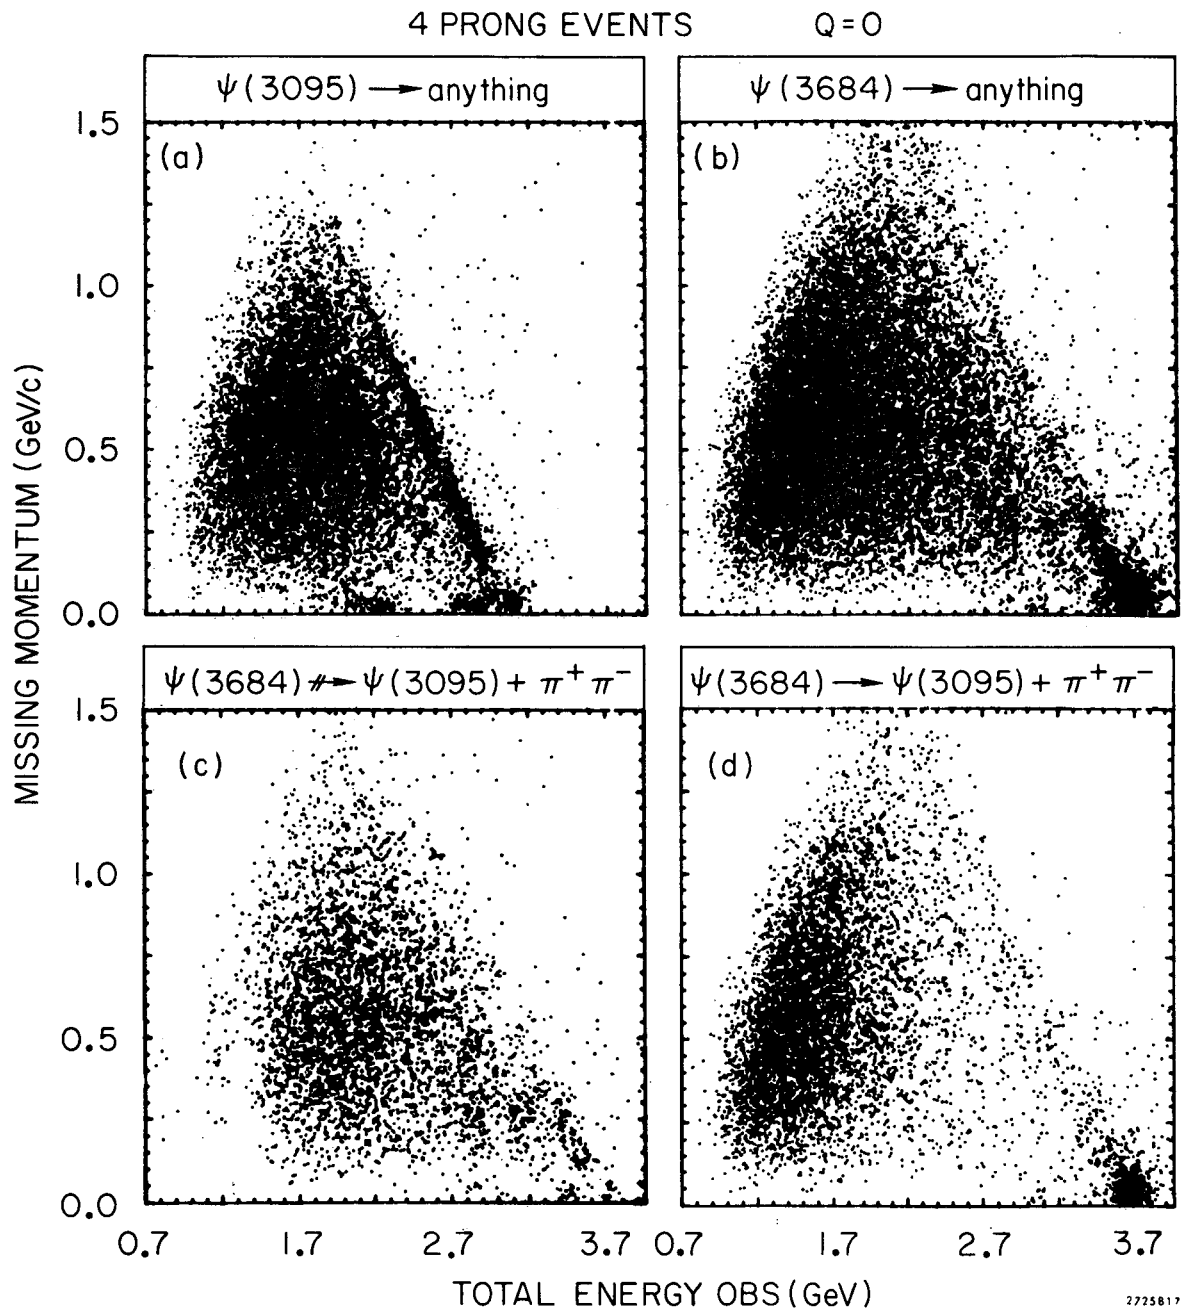 4 PRONG EVENTS Q=0
ψ(3095) → anything
ψ(3684) → anything
(a)
(b)
1.5
1.0
0.5
0.0
MISSING MOMENTUM (GeV/c)
ψ(3684) ↛ ψ(3095) + π⁺ π⁻
ψ(3684) → ψ(3095) + π⁺ π⁻
(c)
(d)
1.5
1.0
0.5
0.0
0.7 1.7 2.7 3.7 0.7 1.7 2.7 3.7
TOTAL ENERGY OBS (GeV)
2725B17